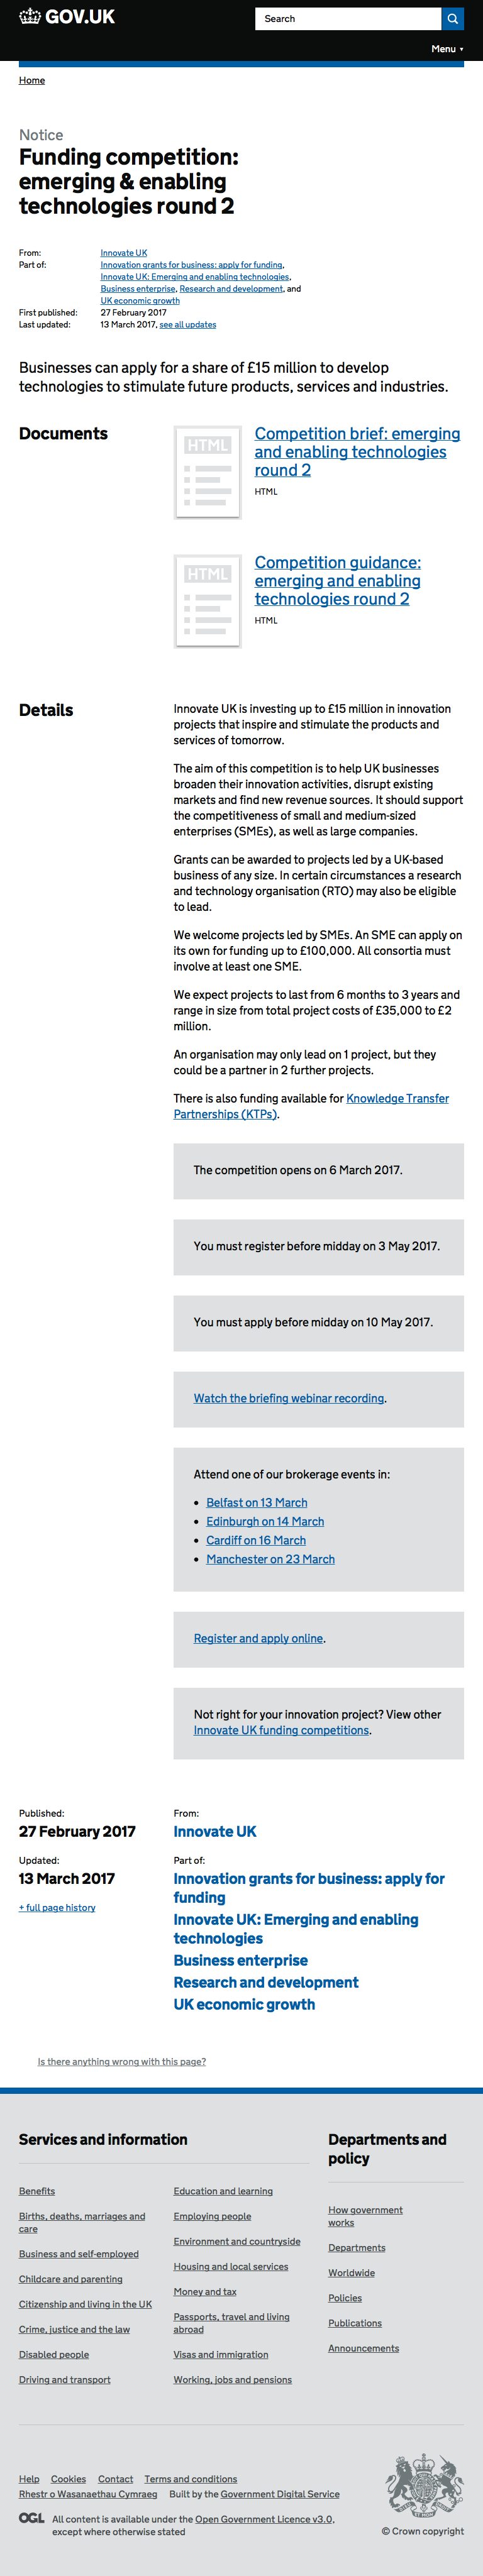 GOV.UK
Search
Menu ▼
Home
Notice
Funding competition:
emerging & enabling
technologies round 2
From: Innovate UK
Part of: Innovation grants for business: apply for funding,
Innovate UK: Emerging and enabling technologies,
Business enterprise, Research and development, and
UK economic growth
First published: 27 February 2017
Last updated: 13 March 2017, see all updates
Businesses can apply for a share of £15 million to develop
technologies to stimulate future products, services and industries.
Documents
HTML
Competition brief: emerging
and enabling technologies
round 2
HTML
HTML
Competition guidance:
emerging and enabling
technologies round 2
HTML
Details
Innovate UK is investing up to £15 million in innovation
projects that inspire and stimulate the products and
services of tomorrow.
The aim of this competition is to help UK businesses
broaden their innovation activities, disrupt existing
markets and find new revenue sources. It should support
the competitiveness of small and medium-sized
enterprises (SMEs), as well as large companies.
Grants can be awarded to projects led by a UK-based
business of any size. In certain circumstances a research
and technology organisation (RTO) may also be eligible
to lead.
We welcome projects led by SMEs. An SME can apply on
its own for funding up to £100,000. All consortia must
involve at least one SME.
We expect projects to last from 6 months to 3 years and
range in size from total project costs of £35,000 to £2
million.
An organisation may only lead on 1 project, but they
could be a partner in 2 further projects.
There is also funding available for Knowledge Transfer
Partnerships (KTPs).
The competition opens on 6 March 2017.
You must register before midday on 3 May 2017.
You must apply before midday on 10 May 2017.
Watch the briefing webinar recording.
Attend one of our brokerage events in:
• Belfast on 13 March
• Edinburgh on 14 March
• Cardiff on 16 March
• Manchester on 23 March
Register and apply online.
Not right for your innovation project? View other
Innovate UK funding competitions.
Published:
27 February 2017
Updated:
13 March 2017
+ full page history
From:
Innovate UK
Part of:
Innovation grants for business: apply for
funding
Innovate UK: Emerging and enabling
technologies
Business enterprise
Research and development
UK economic growth
Is there anything wrong with this page?
Services and information
Benefits
Births, deaths, marriages and
care
Business and self-employed
Childcare and parenting
Citizenship and living in the UK
Crime, justice and the law
Disabled people
Driving and transport
Education and learning
Employing people
Environment and countryside
Housing and local services
Money and tax
Passports, travel and living
abroad
Visas and immigration
Working, jobs and pensions
Departments and
policy
How government
works
Departments
Worldwide
Policies
Publications
Announcements
Help Cookies Contact Terms and conditions
Rhestr o Wasanaethau Cymraeg Built by the Government Digital Service
OGL All content is available under the Open Government Licence v3.0,
except where otherwise stated
© Crown copyright